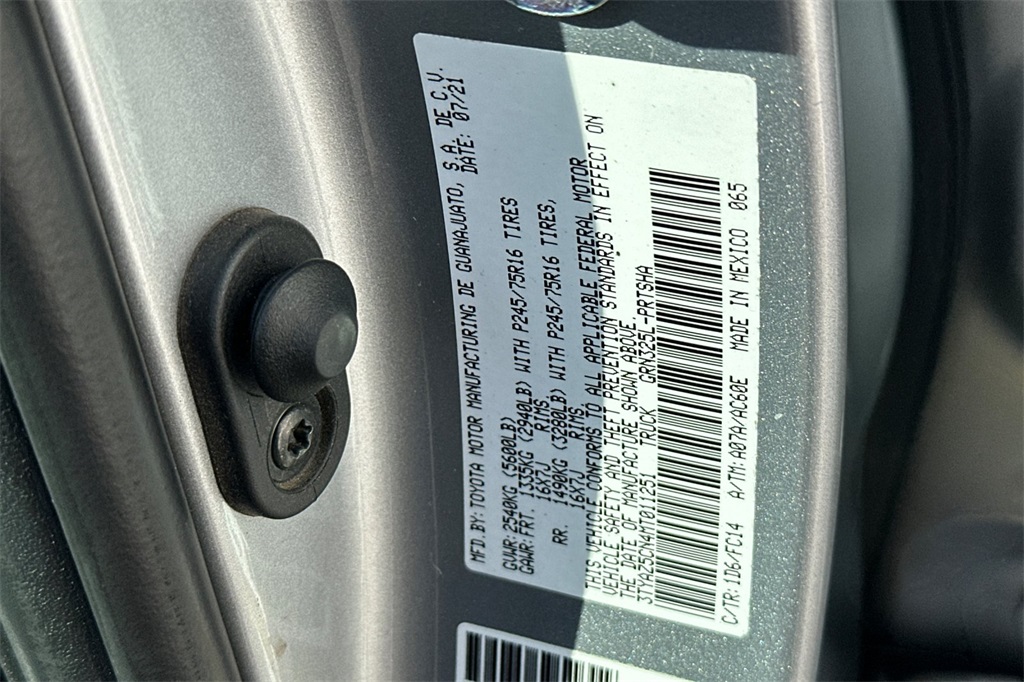 MFD.BY:TOYOTA MOTOR MANUFACTURING DE GUANAJUATO, S.A. DE C.V.
DATE: 07/21
GVWR:2540KG (5600LB)
GAWR:FRT. 1335KG (2940LB) WITH P245/75R16 TIRES
16X7J RIMS,
RR. 1490KG (3280LB) WITH P245/75R16 TIRES,
16X7J RIMS.
THIS VEHICLE CONFORMS TO ALL APPLICABLE FEDERAL MOTOR
VEHICLE SAFETY AND THEFT PREVENTION STANDARDS IN EFFECT ON
THE DATE OF MANUFACTURE SHOWN ABOVE.
3TYAZ5CN4MT011251 TRUCK GRN325L-PRTSHA
C/TR:1D6/FC14 A/TM:A07A/AC60E MADE IN MEXICO 065